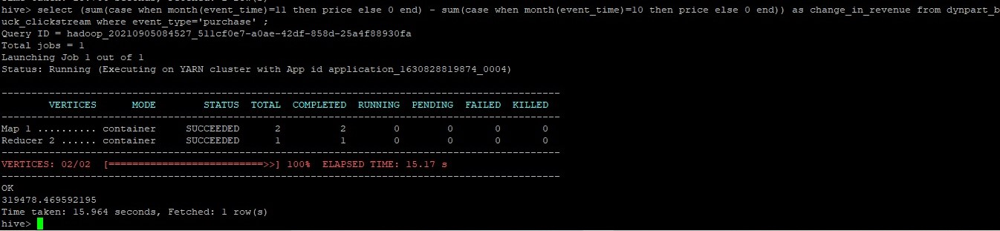 hive> select (sum(case when month(event_time)=11 then price else 0 end) - sum(case when month(event_time)=10 then price else 0 end)) as change_in_revenue from dynpart_b
uck_clickstream where event_type='purchase' ;
Query ID = hadoop_20210905084527_511cf0e7-a0ae-42df-858d-25a4f88930fa
Total jobs = 1
Launching Job 1 out of 1
Status: Running (Executing on YARN cluster with App id application_1630828819874_0004)
----------------------------------------------------------------------------------------------
VERTICES MODE STATUS TOTAL COMPLETED RUNNING PENDING FAILED KILLED
----------------------------------------------------------------------------------------------
Map 1 .......... container SUCCEEDED 2 2 0 0 0 0
Reducer 2 ...... container SUCCEEDED 1 1 0 0 0 0
----------------------------------------------------------------------------------------------
VERTICES: 02/02 [==========================>>] 100% ELAPSED TIME: 15.17 s
----------------------------------------------------------------------------------------------
OK
319478.469592195
Time taken: 15.964 seconds, Fetched: 1 row(s)
hive>